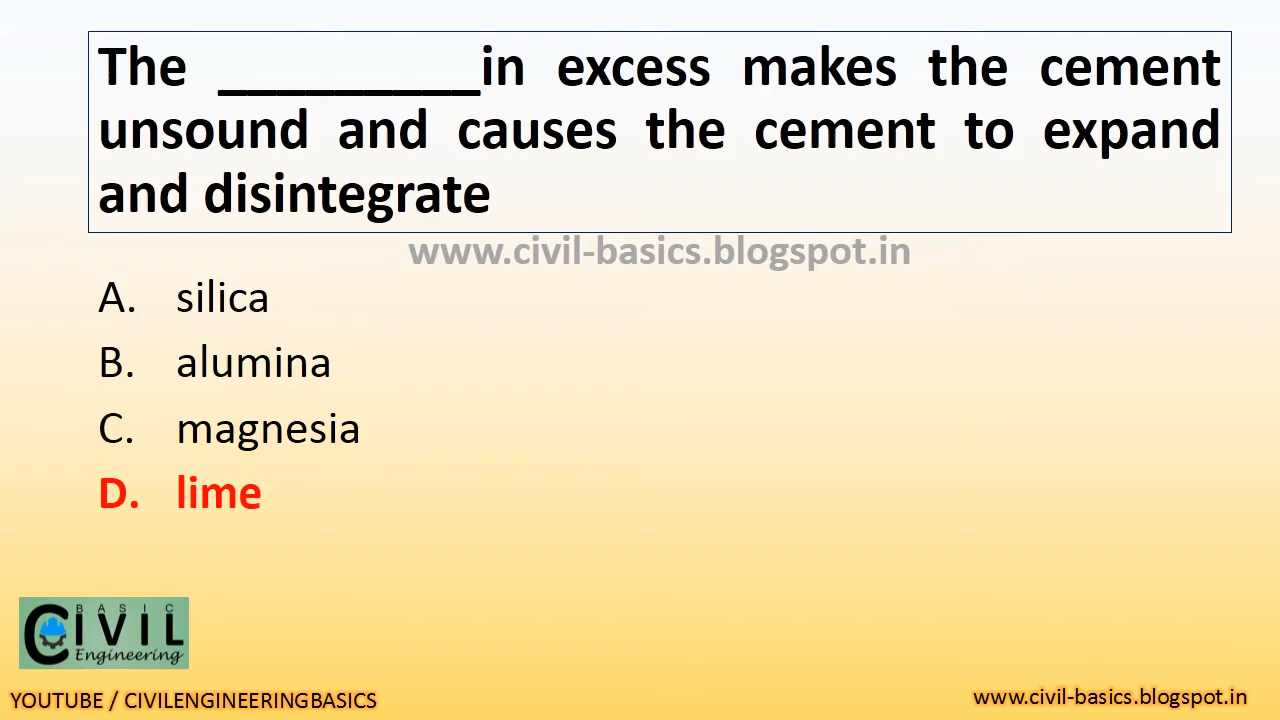 The _________in excess makes the cement
unsound and causes the cement to expand
and disintegrate
www.civil-basics.blogspot.in
A. silica
B. alumina
C. magnesia
D. lime
BASIC
CIVIL
Engineering
YOUTUBE / CIVILENGINEERINGBASICS
www.civil-basics.blogspot.in